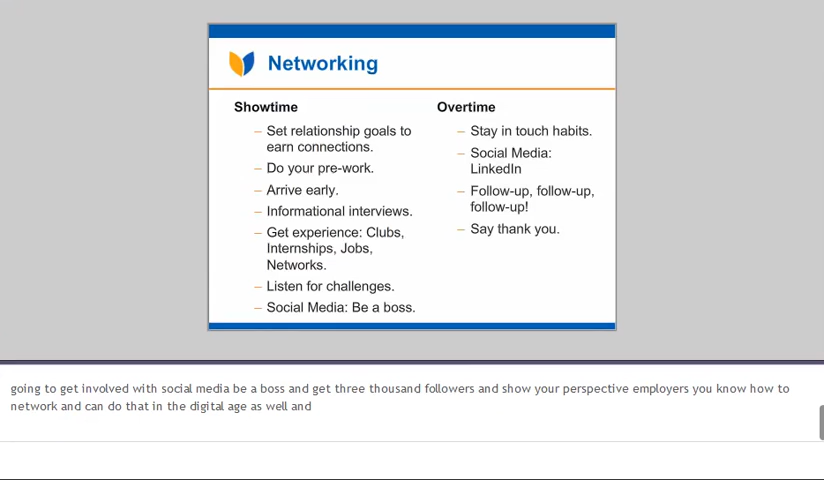 Networking
Showtime
– Set relationship goals to
earn connections.
– Do your pre-work.
– Arrive early.
– Informational interviews.
– Get experience: Clubs,
Internships, Jobs,
Networks.
– Listen for challenges.
– Social Media: Be a boss.
Overtime
– Stay in touch habits.
– Social Media:
LinkedIn
– Follow-up, follow-up,
follow-up!
– Say thank you.
going to get involved with social media be a boss and get three thousand followers and show your perspective employers you know how to
network and can do that in the digital age as well and